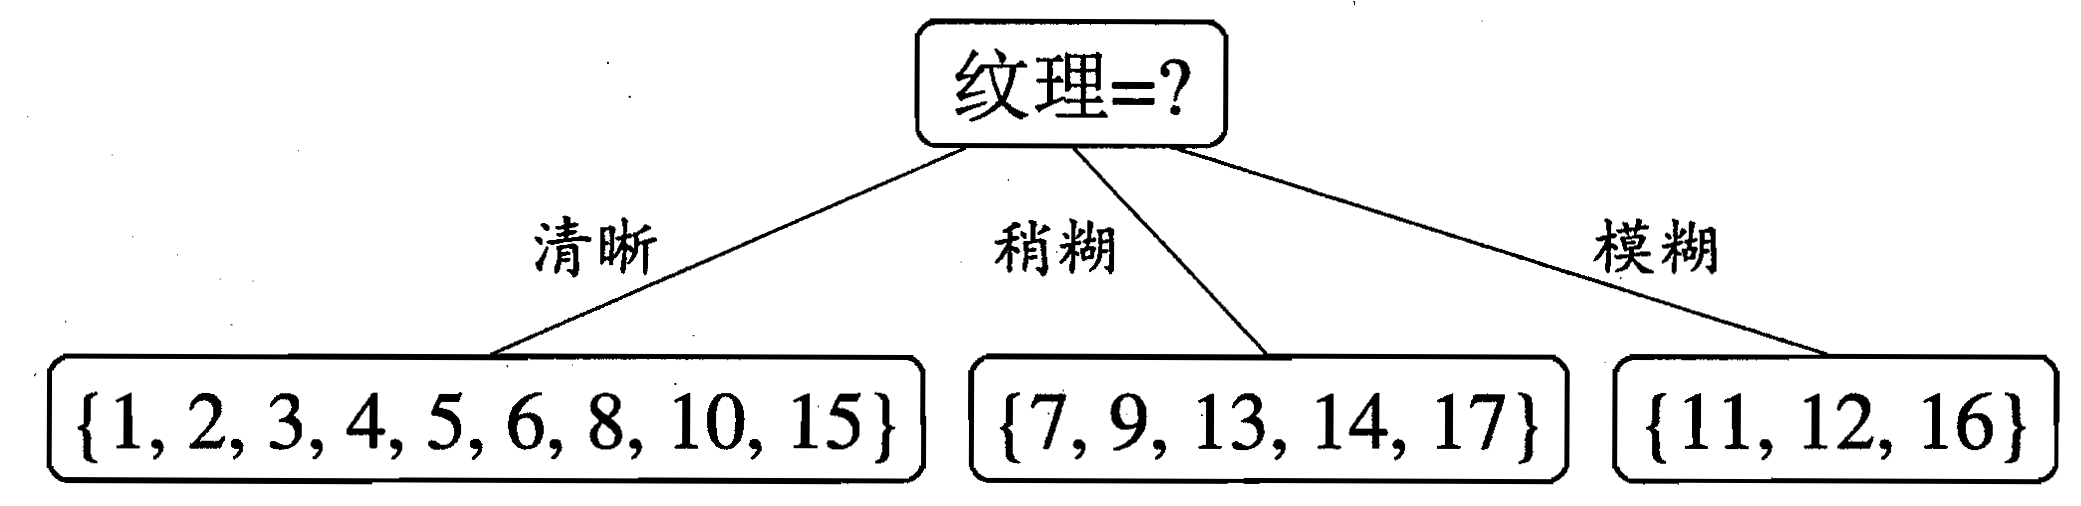 纹理=?
清晰
稍糊
模糊
{1, 2, 3, 4, 5, 6, 8, 10, 15}
{7, 9, 13, 14, 17}
{11, 12, 16}